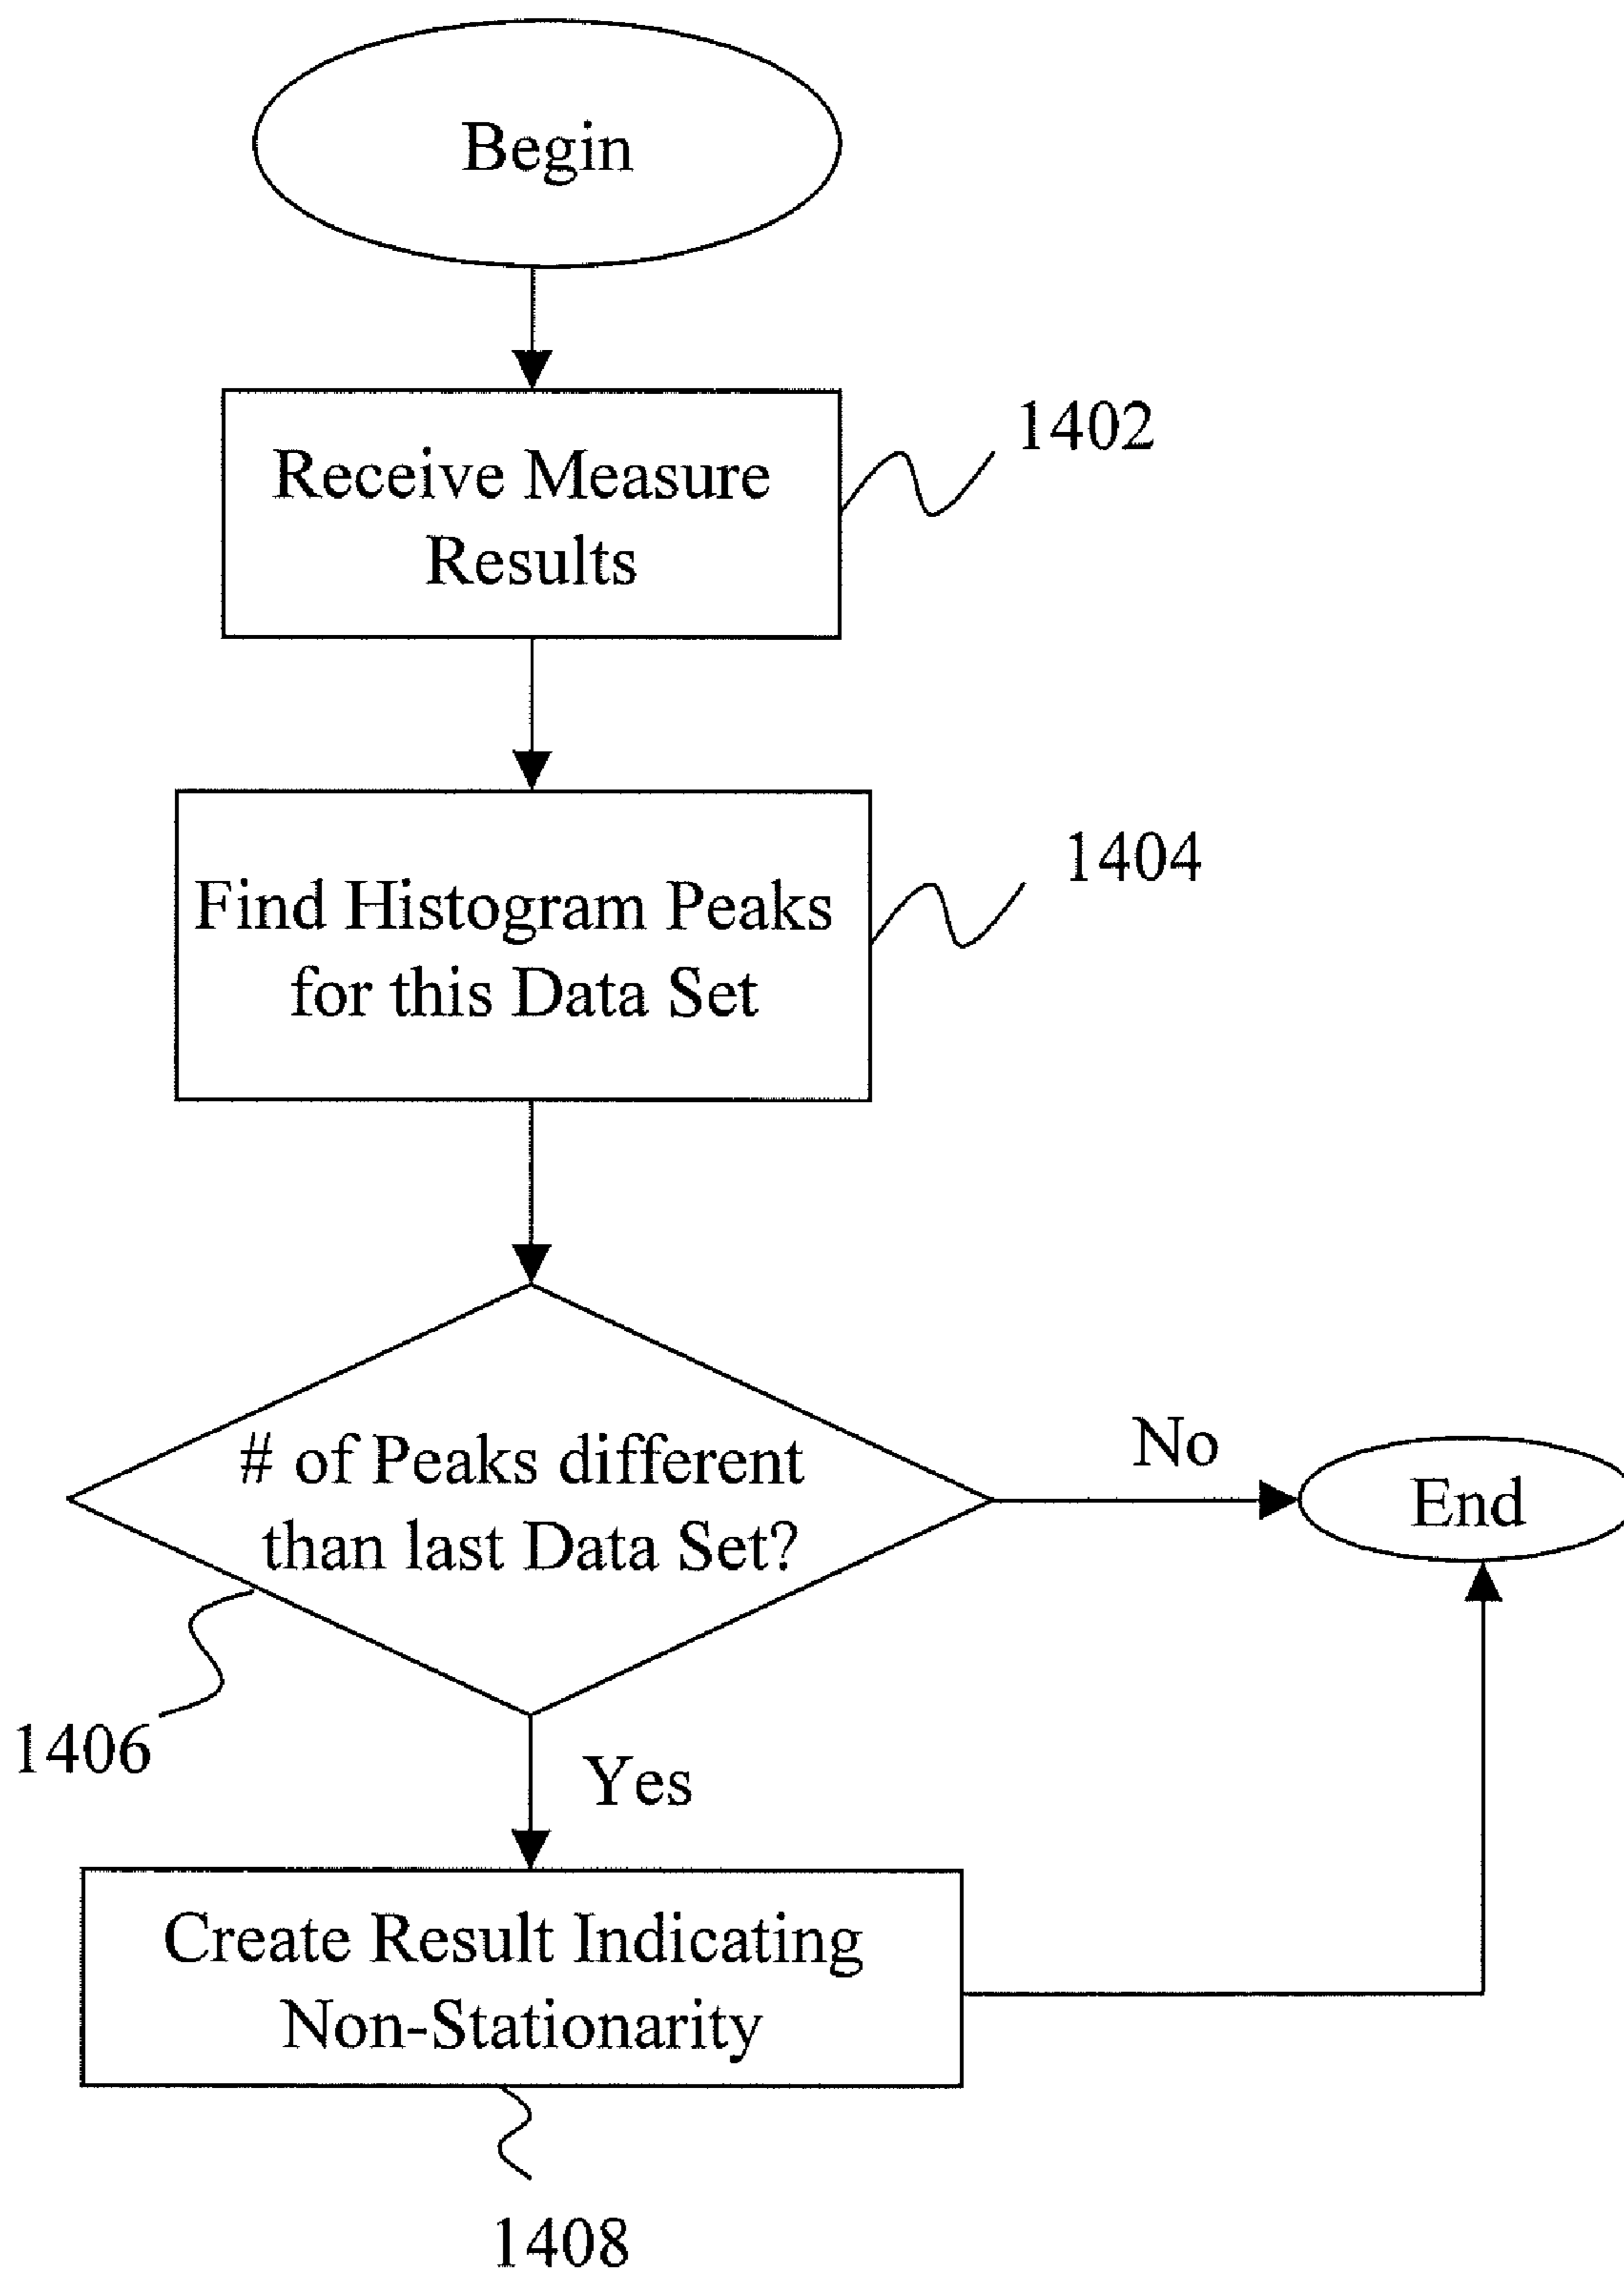 Begin
Receive Measure
Results
1402
Find Histogram Peaks
for this Data Set
1404
# of Peaks different
than last Data Set?
No
End
1406
Yes
Create Result Indicating
Non-Stationarity
1408